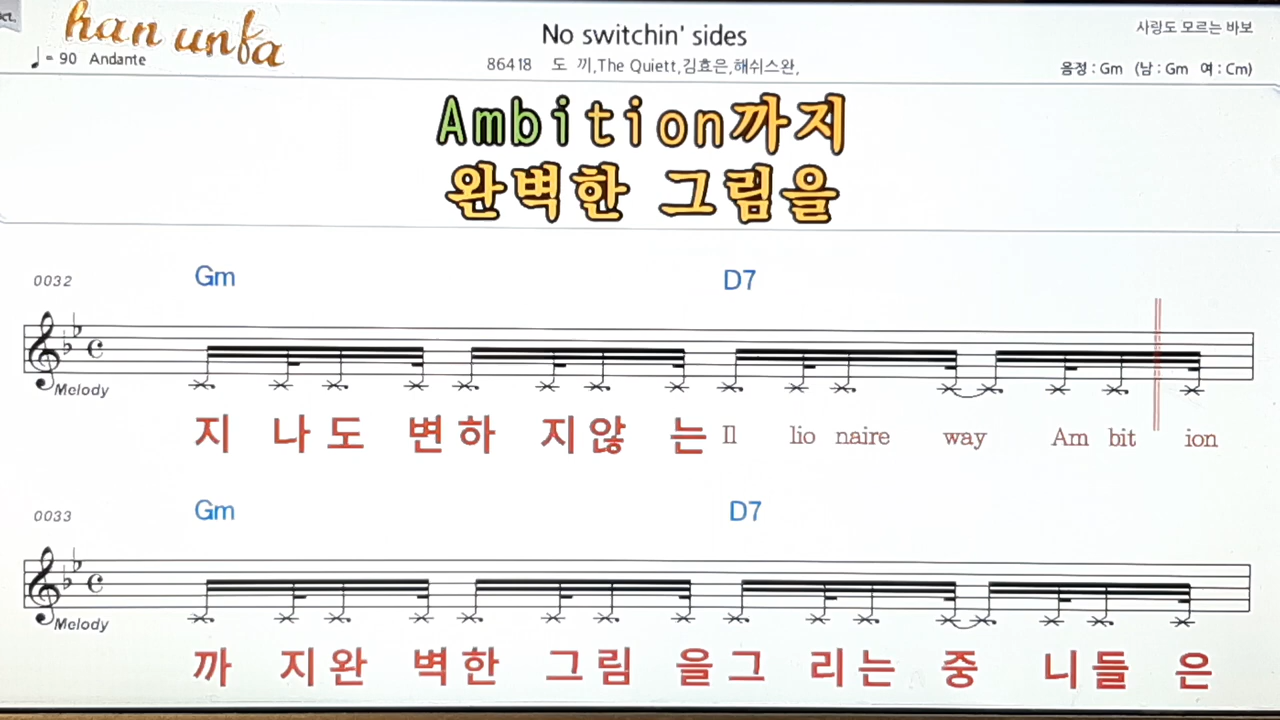 han unfa
No switchin' sides
사랑도 모르는 바보
♩= 90 Andante
86418 도 끼,The Quiett,김효은,해쉬스완,
음정 : Gm (남 : Gm 여 : Cm)
Ambition까지
완벽한 그림을
0032 Gm D7
Melody
지 나 도 변 하 지 않 는 Il lio naire way Am bit ion
0033 Gm D7
Melody
까 지 완 벽 한 그 림 을 그 리 는 중 니 들 은